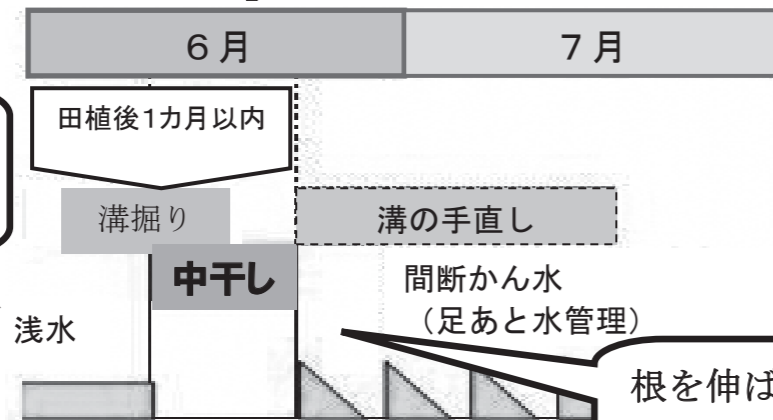 6月
7月
田植後1カ月以内
溝掘り
溝の手直し
中干し
間断かん水
（足あと水管理）
浅水
根を伸ば